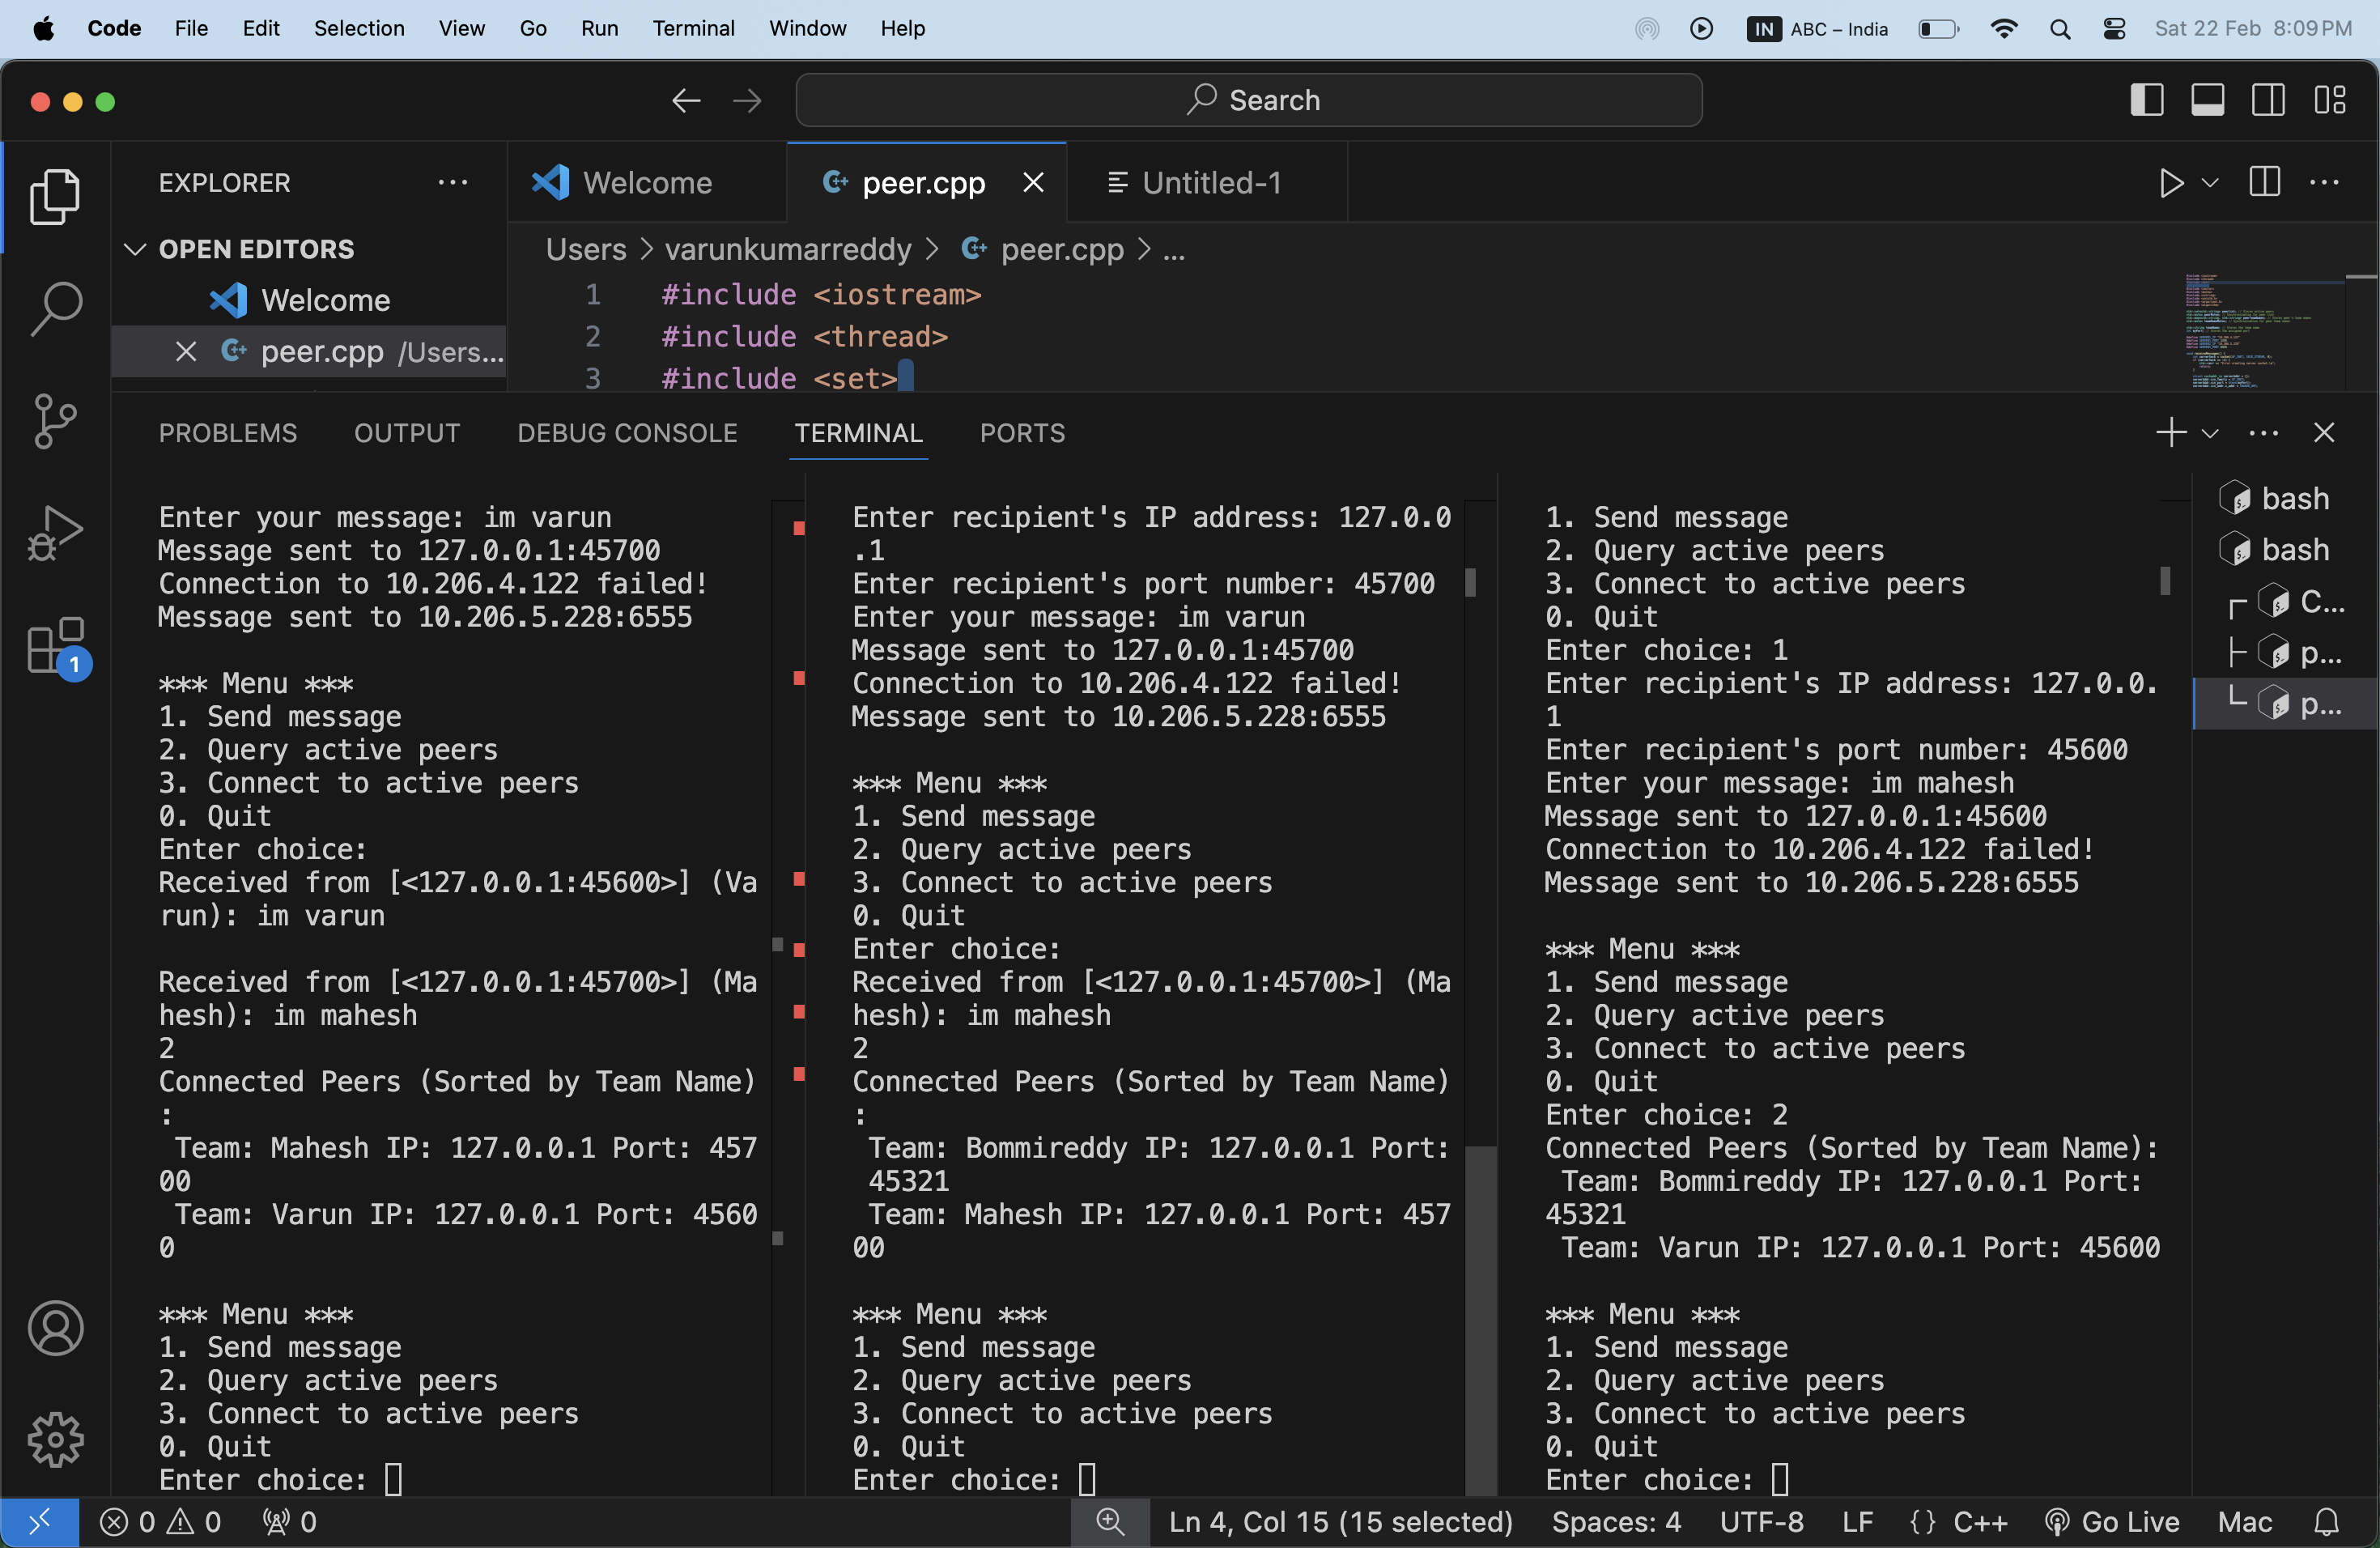 Code File Edit Selection View Go Run Terminal Window Help IN ABC – India Sat 22 Feb 8:09 PM
Search
EXPLORER
OPEN EDITORS
Welcome
peer.cpp /Users...
Welcome peer.cpp Untitled-1
Users > varunkumarreddy > peer.cpp > ...
1 #include <iostream>
2 #include <thread>
3 #include <set>
PROBLEMS OUTPUT DEBUG CONSOLE TERMINAL PORTS
Enter your message: im varun
Message sent to 127.0.0.1:45700
Connection to 10.206.4.122 failed!
Message sent to 10.206.5.228:6555
*** Menu ***
1. Send message
2. Query active peers
3. Connect to active peers
0. Quit
Enter choice:
Received from [<127.0.0.1:45600>] (Va
run): im varun
Received from [<127.0.0.1:45700>] (Ma
hesh): im mahesh
2
Connected Peers (Sorted by Team Name)
:
Team: Mahesh IP: 127.0.0.1 Port: 457
00
Team: Varun IP: 127.0.0.1 Port: 4560
0
*** Menu ***
1. Send message
2. Query active peers
3. Connect to active peers
0. Quit
Enter choice:
Enter recipient's IP address: 127.0.0
.1
Enter recipient's port number: 45700
Enter your message: im varun
Message sent to 127.0.0.1:45700
Connection to 10.206.4.122 failed!
Message sent to 10.206.5.228:6555
*** Menu ***
1. Send message
2. Query active peers
3. Connect to active peers
0. Quit
Enter choice:
Received from [<127.0.0.1:45700>] (Ma
hesh): im mahesh
2
Connected Peers (Sorted by Team Name)
:
Team: Bommireddy IP: 127.0.0.1 Port:
45321
Team: Mahesh IP: 127.0.0.1 Port: 457
00
*** Menu ***
1. Send message
2. Query active peers
3. Connect to active peers
0. Quit
Enter choice:
1. Send message
2. Query active peers
3. Connect to active peers
0. Quit
Enter choice: 1
Enter recipient's IP address: 127.0.0.
1
Enter recipient's port number: 45600
Enter your message: im mahesh
Message sent to 127.0.0.1:45600
Connection to 10.206.4.122 failed!
Message sent to 10.206.5.228:6555
*** Menu ***
1. Send message
2. Query active peers
3. Connect to active peers
0. Quit
Enter choice: 2
Connected Peers (Sorted by Team Name):
Team: Bommireddy IP: 127.0.0.1 Port:
45321
Team: Varun IP: 127.0.0.1 Port: 45600
*** Menu ***
1. Send message
2. Query active peers
3. Connect to active peers
0. Quit
Enter choice:
bash
bash
C...
p...
p...
1
0 0 0 Ln 4, Col 15 (15 selected) Spaces: 4 UTF-8 LF {} C++ Go Live Mac